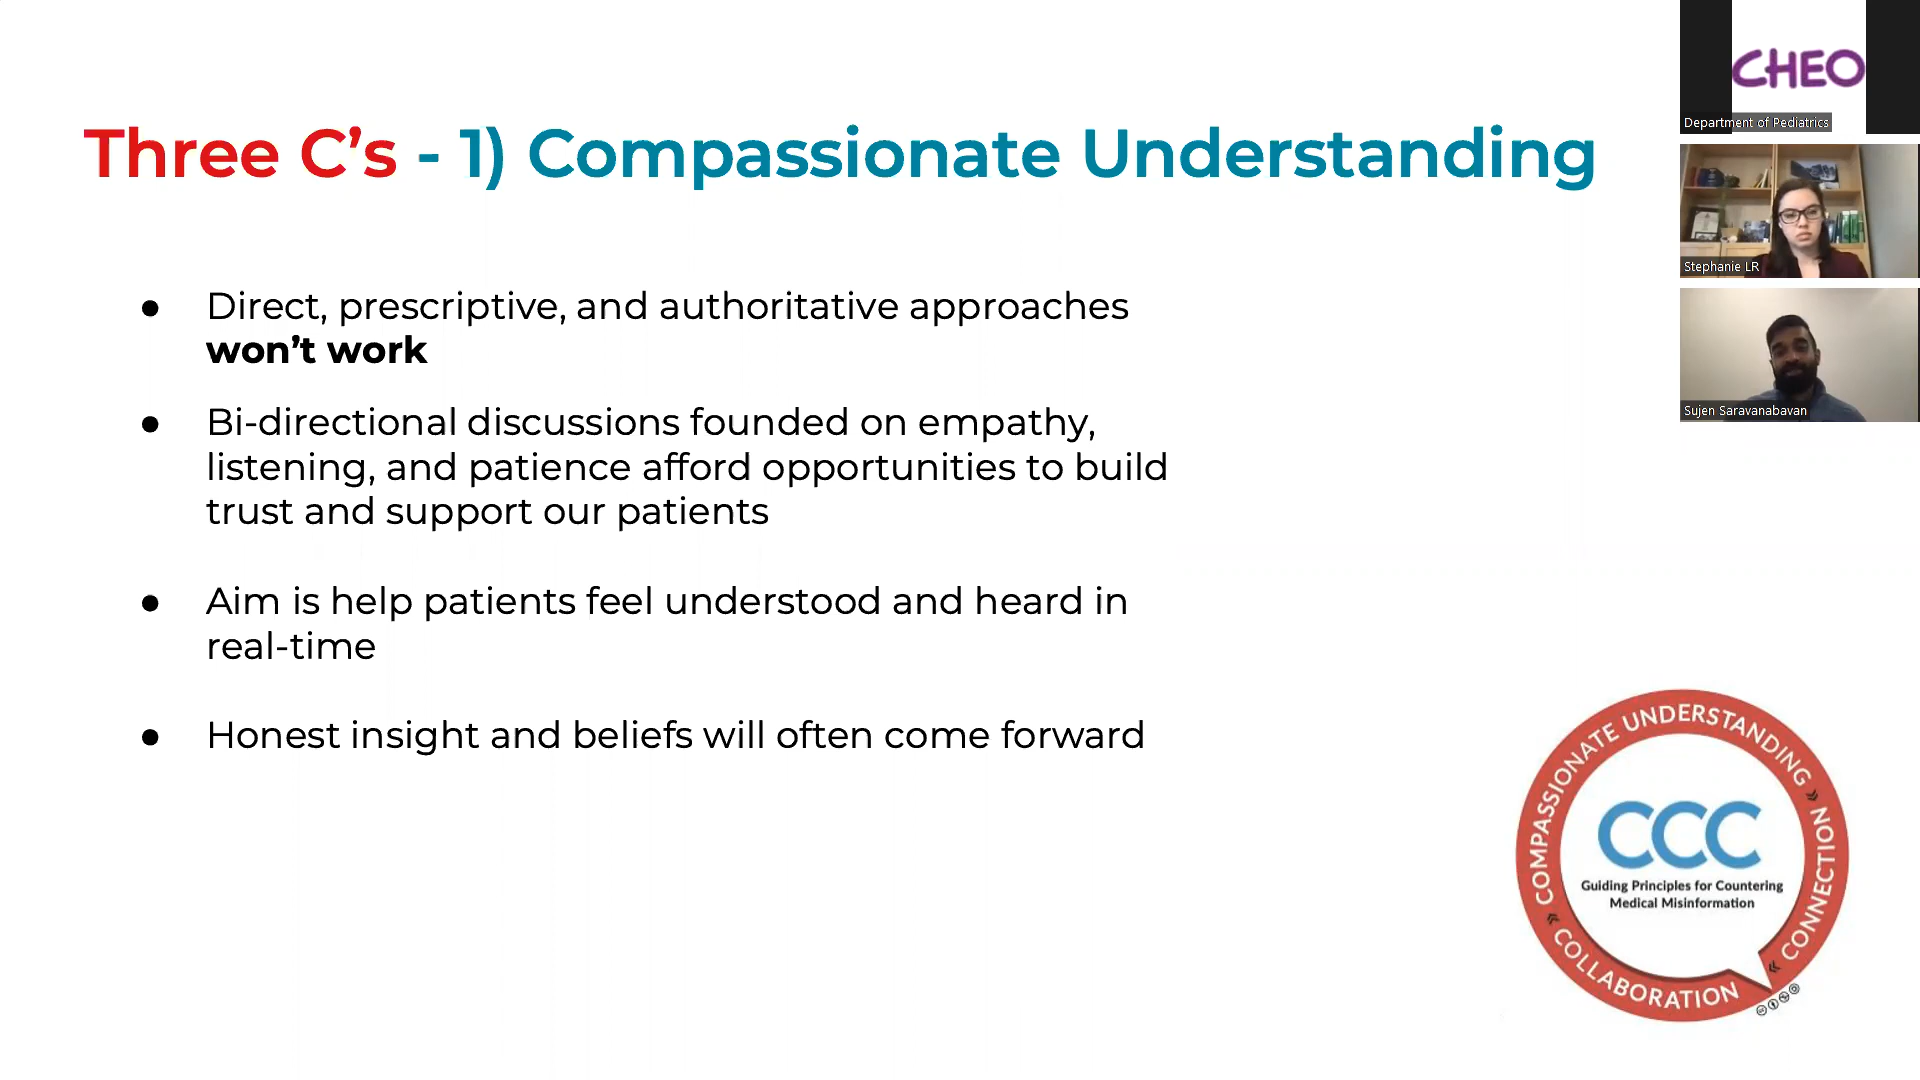 Three C’s - 1) Compassionate Understanding
● Direct, prescriptive, and authoritative approaches
won’t work
● Bi-directional discussions founded on empathy,
listening, and patience afford opportunities to build
trust and support our patients
● Aim is help patients feel understood and heard in
real-time
● Honest insight and beliefs will often come forward
CHEO
Department of Pediatrics
Stephanie LR
Sujen Saravanabavan
COMPASSIONATE UNDERSTANDING » CONNECTION » COLLABORATION »
CCC
Guiding Principles for Countering
Medical Misinformation